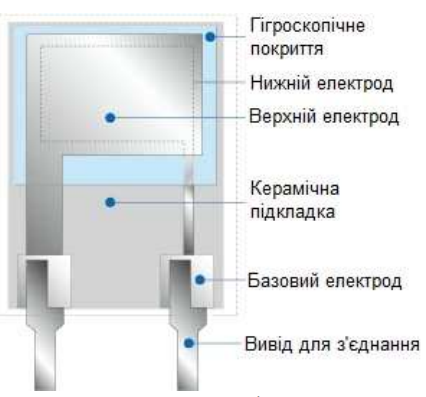 Гігроскопічне
покриття
Нижній електрод
Верхній електрод
Керамічна
підкладка
Базовий електрод
Вивід для з'єднання